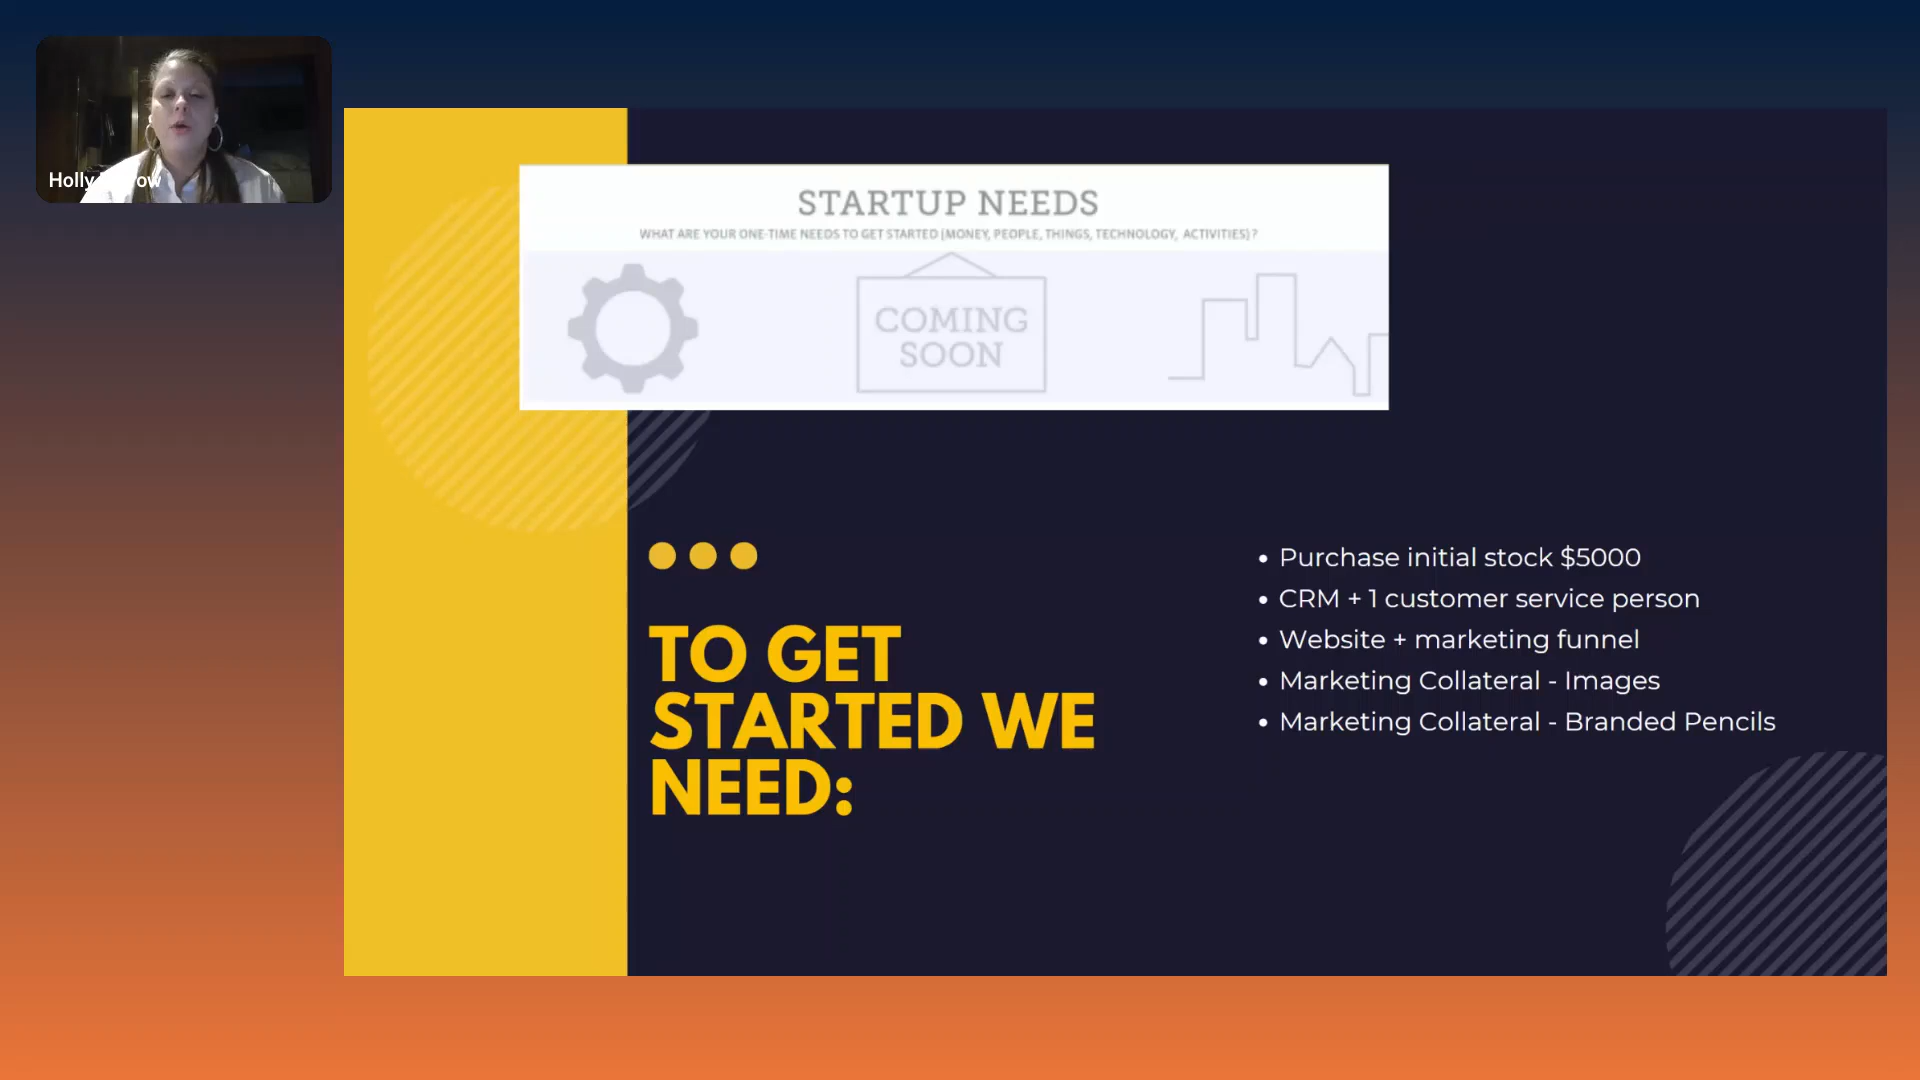 Holly
STARTUP NEEDS
WHAT ARE YOUR ONE-TIME NEEDS TO GET STARTED (MONEY, PEOPLE, THINGS, TECHNOLOGY, ACTIVITIES)?
COMING
SOON
TO GET
STARTED WE
NEED:
• Purchase initial stock $5000
• CRM + 1 customer service person
• Website + marketing funnel
• Marketing Collateral - Images
• Marketing Collateral - Branded Pencils